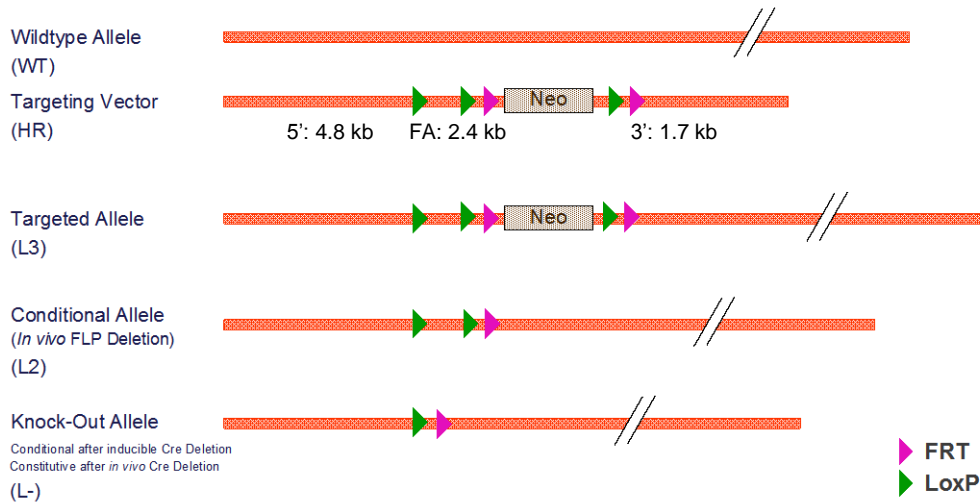 Wildtype Allele
(WT)
Targeting Vector
(HR)
Neo
5': 4.8 kb FA: 2.4 kb 3': 1.7 kb
Targeted Allele
(L3)
Neo
Conditional Allele
(In vivo FLP Deletion)
(L2)
Knock-Out Allele
Conditional after inducible Cre Deletion
Constitutive after in vivo Cre Deletion
(L-)
FRT
LoxP